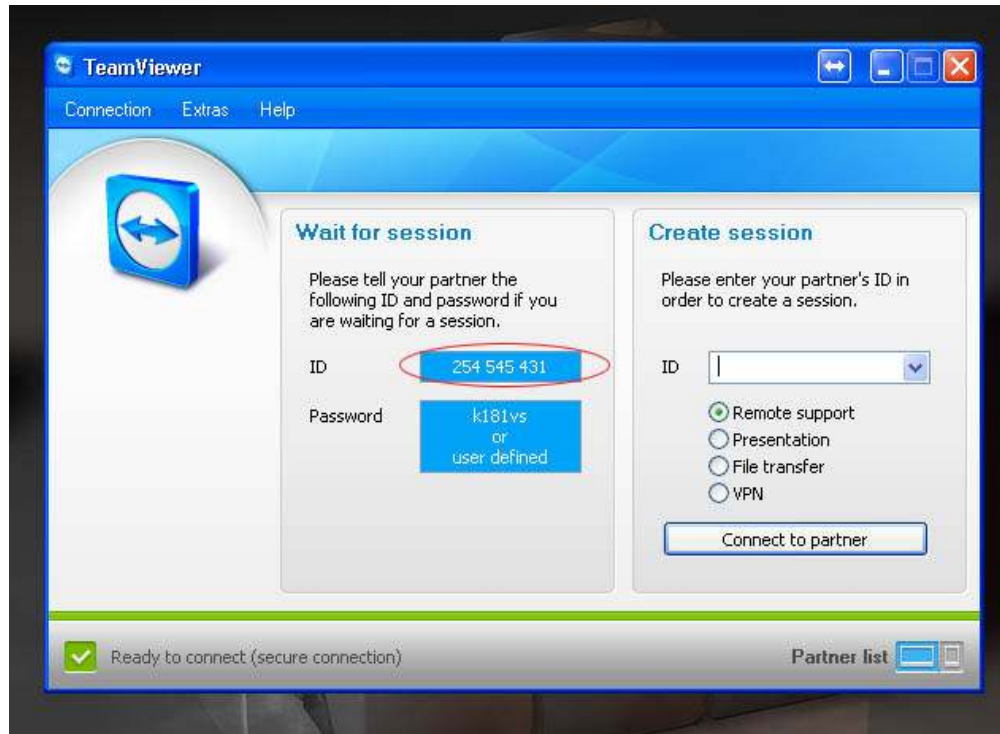 TeamViewer
Connection Extras Help
Wait for session
Please tell your partner the
following ID and password if you
are waiting for a session.
ID 254 545 431
Password k181vs
or
user defined
Create session
Please enter your partner's ID in
order to create a session.
ID
Remote support
Presentation
File transfer
VPN
Connect to partner
Ready to connect (secure connection)
Partner list